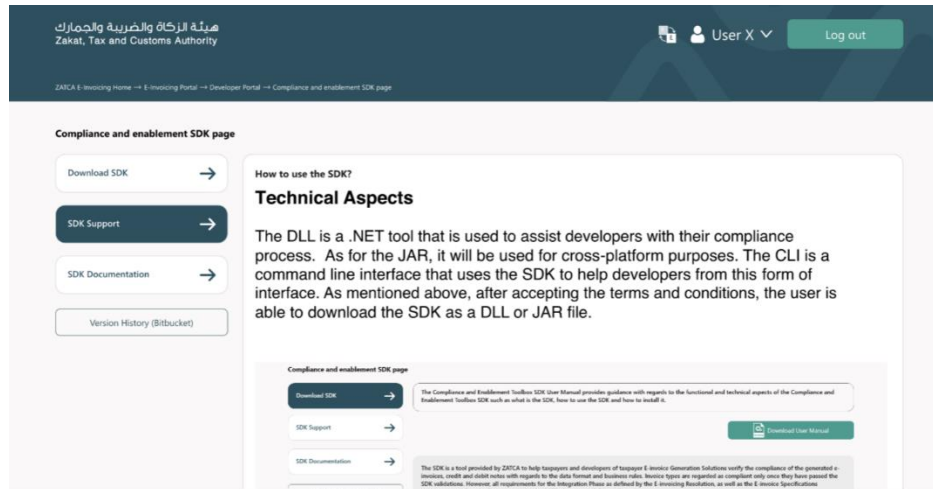 هيئة الزكاة والضريبة والجمارك
Zakat, Tax and Customs Authority
User X
Log out
ZATCA E-Invoicing Home → E-Invoicing Portal → Developer Portal → Compliance and enablement SDK page
Compliance and enablement SDK page
Download SDK
SDK Support
SDK Documentation
Version History (Bitbucket)
How to use the SDK?
Technical Aspects
The DLL is a .NET tool that is used to assist developers with their compliance
process. As for the JAR, it will be used for cross-platform purposes. The CLI is a
command line interface that uses the SDK to help developers from this form of
interface. As mentioned above, after accepting the terms and conditions, the user is
able to download the SDK as a DLL or JAR file.
Compliance and enablement SDK page
Download SDK
SDK Support
SDK Documentation
The Compliance and Enablement Toolbox SDK User Manual provides guidance with regards to the functional and technical aspects of the Compliance and
Enablement Toolbox SDK such as what is the SDK, how to use the SDK and how to install it.
Download User Manual
The SDK is a tool provided by ZATCA to help taxpayers and developers of taxpayer E-invoice Generation Solutions verify the compliance of the generated e-
invoices, credit and debit notes with regards to the data format and business rules. Invoice types are regarded as compliant only once they have passed the
SDK validations. However, all requirements for the Integration Phase as defined by the E-invoicing Resolution, as well as the E-invoice Specifications